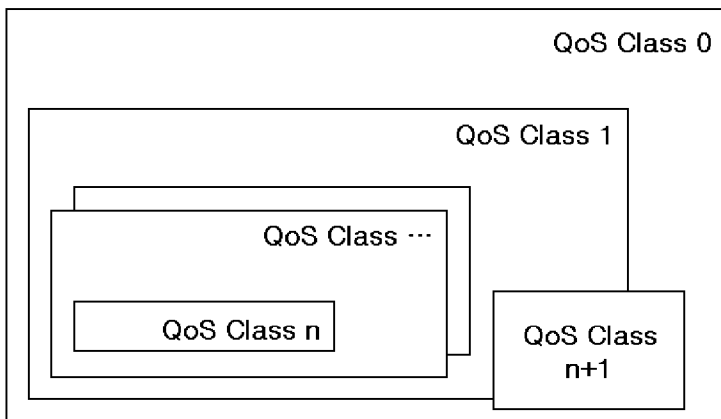 QoS Class 0
QoS Class 1
QoS Class ···
QoS Class n
QoS Class
n+1